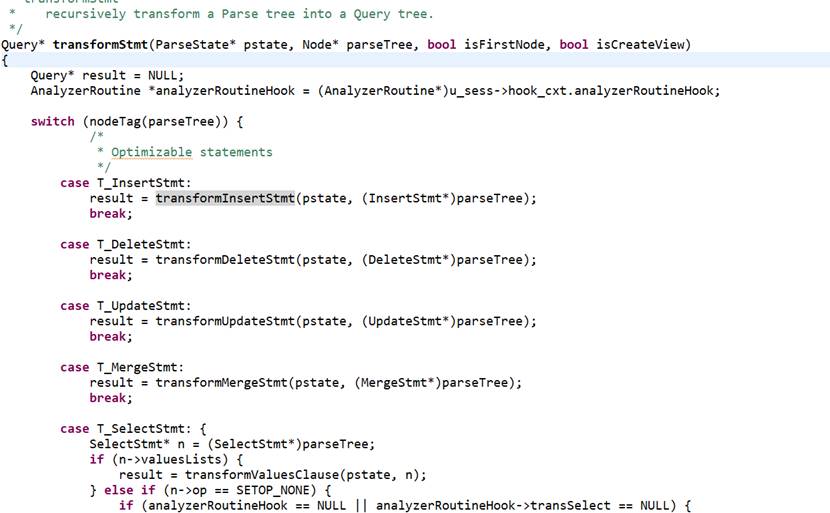 transformStmt
 *    recursively transform a Parse tree into a Query tree.
 */
Query* transformStmt(ParseState* pstate, Node* parseTree, bool isFirstNode, bool isCreateView)
{
    Query* result = NULL;
    AnalyzerRoutine *analyzerRoutineHook = (AnalyzerRoutine*)u_sess->hook_cxt.analyzerRoutineHook;

    switch (nodeTag(parseTree)) {
            /*
             * Optimizable statements
             */
        case T_InsertStmt:
            result = transformInsertStmt(pstate, (InsertStmt*)parseTree);
            break;

        case T_DeleteStmt:
            result = transformDeleteStmt(pstate, (DeleteStmt*)parseTree);
            break;

        case T_UpdateStmt:
            result = transformUpdateStmt(pstate, (UpdateStmt*)parseTree);
            break;

        case T_MergeStmt:
            result = transformMergeStmt(pstate, (MergeStmt*)parseTree);
            break;

        case T_SelectStmt: {
            SelectStmt* n = (SelectStmt*)parseTree;
            if (n->valuesLists) {
                result = transformValuesClause(pstate, n);
            } else if (n->op == SETOP_NONE) {
                if (analyzerRoutineHook == NULL || analyzerRoutineHook->transSelect == NULL) {